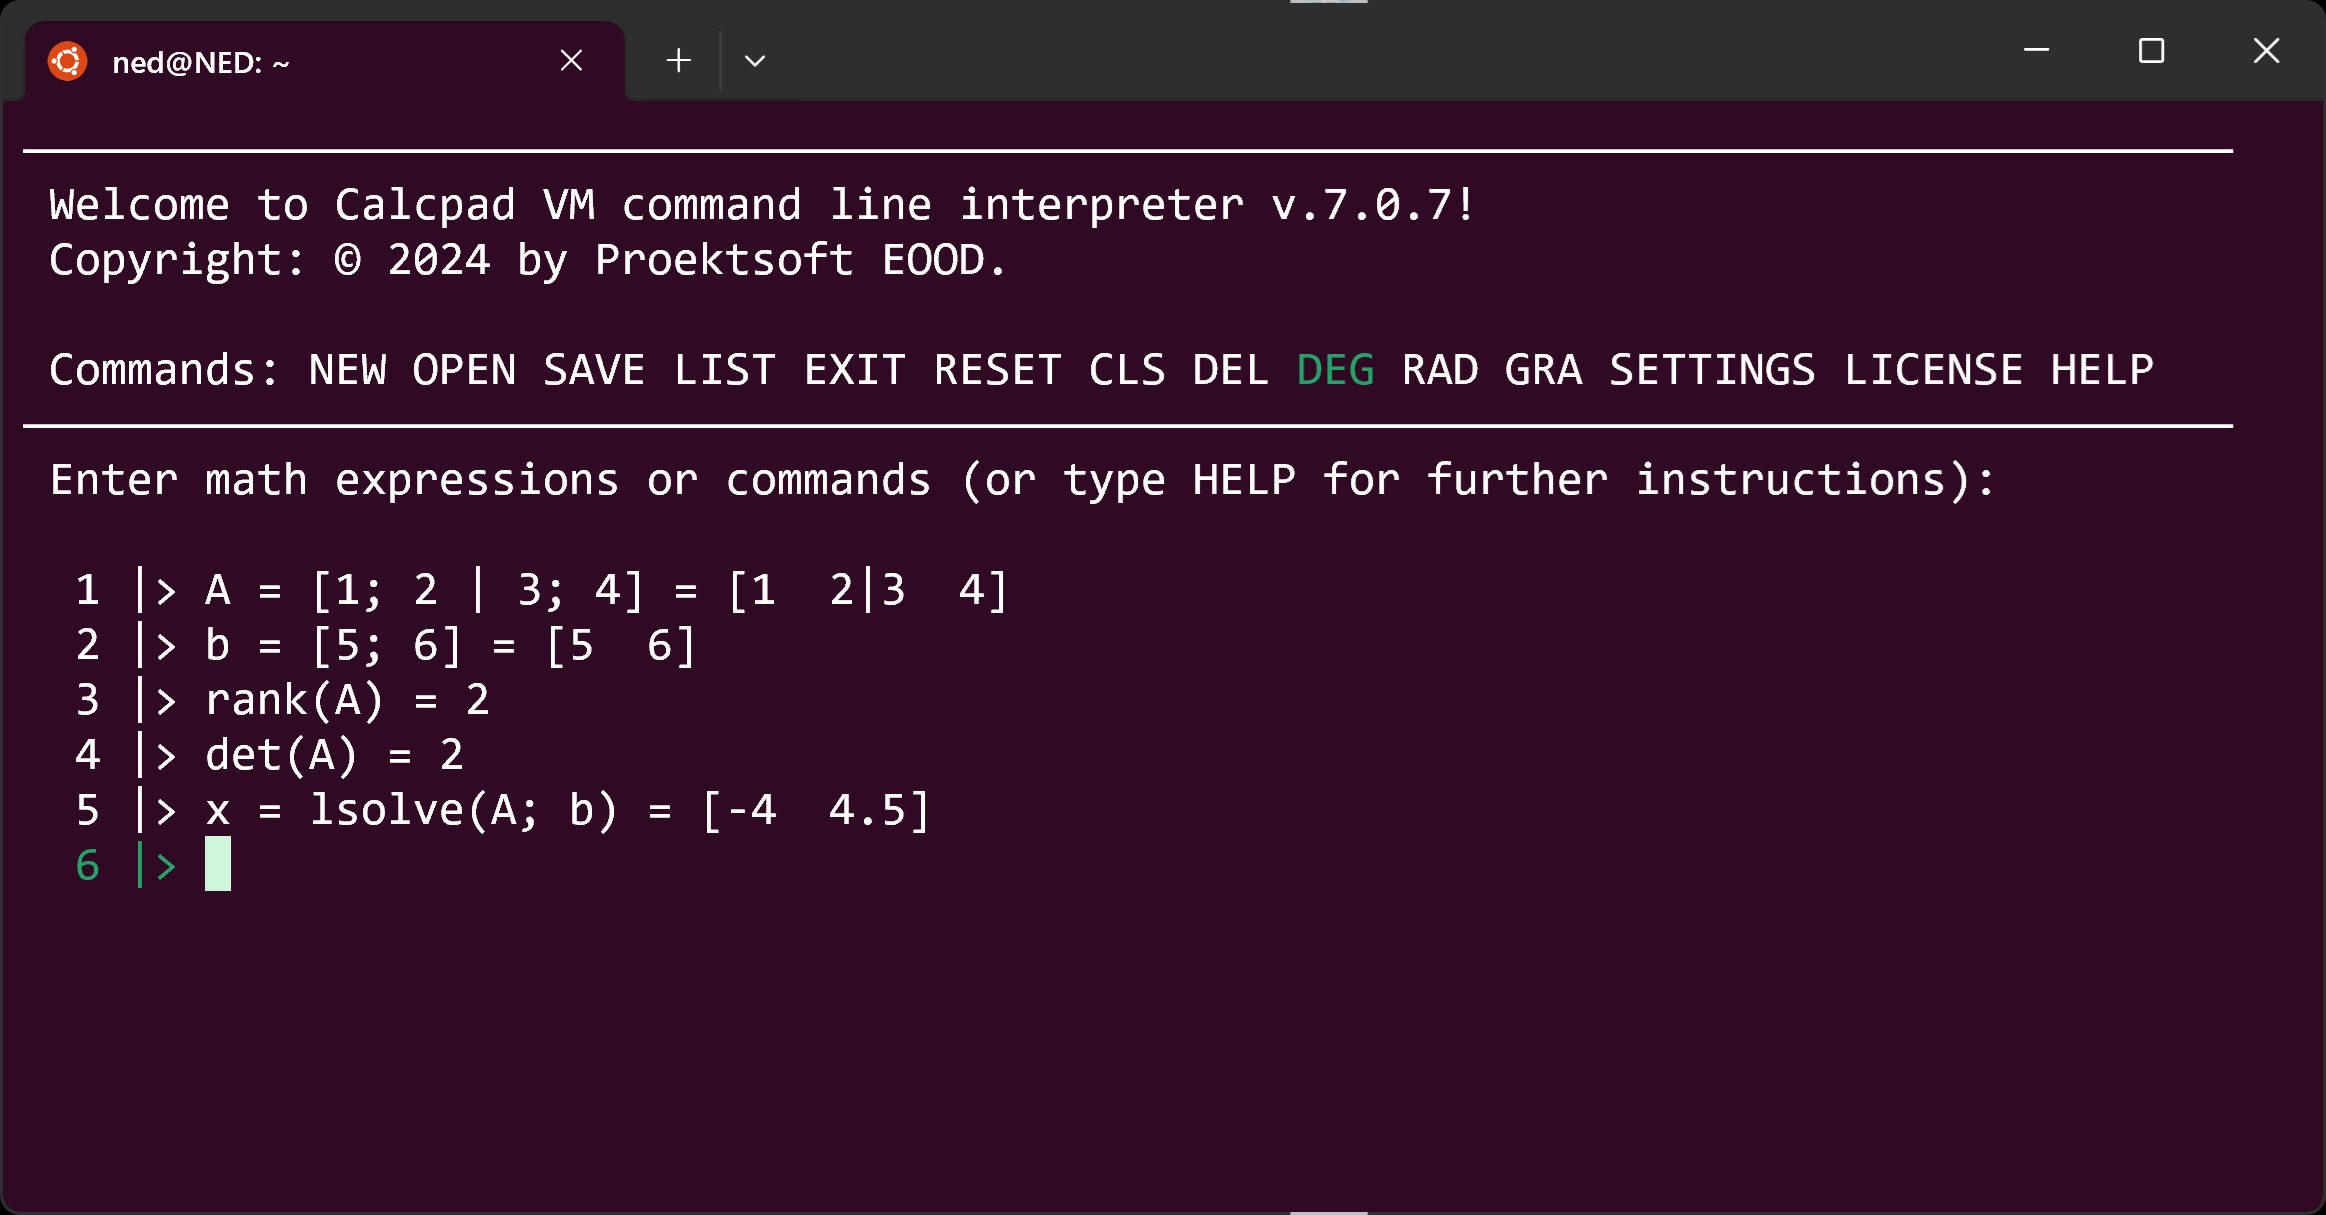 ned@NED: ~
Welcome to Calcpad VM command line interpreter v.7.0.7!
Copyright: © 2024 by Proektsoft EOOD.
Commands: NEW OPEN SAVE LIST EXIT RESET CLS DEL DEG RAD GRA SETTINGS LICENSE HELP
Enter math expressions or commands (or type HELP for further instructions):
1 |> A = [1; 2 | 3; 4] = [1  2|3  4]
2 |> b = [5; 6] = [5  6]
3 |> rank(A) = 2
4 |> det(A) = 2
5 |> x = lsolve(A; b) = [-4  4.5]
6 |>